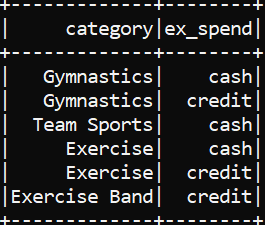 +--------------+--------+
|      category|ex_spend|
+--------------+--------+
|    Gymnastics|    cash|
|    Gymnastics|  credit|
|   Team Sports|    cash|
|      Exercise|    cash|
|      Exercise|  credit|
|Exercise Band|  credit|
+--------------+--------+